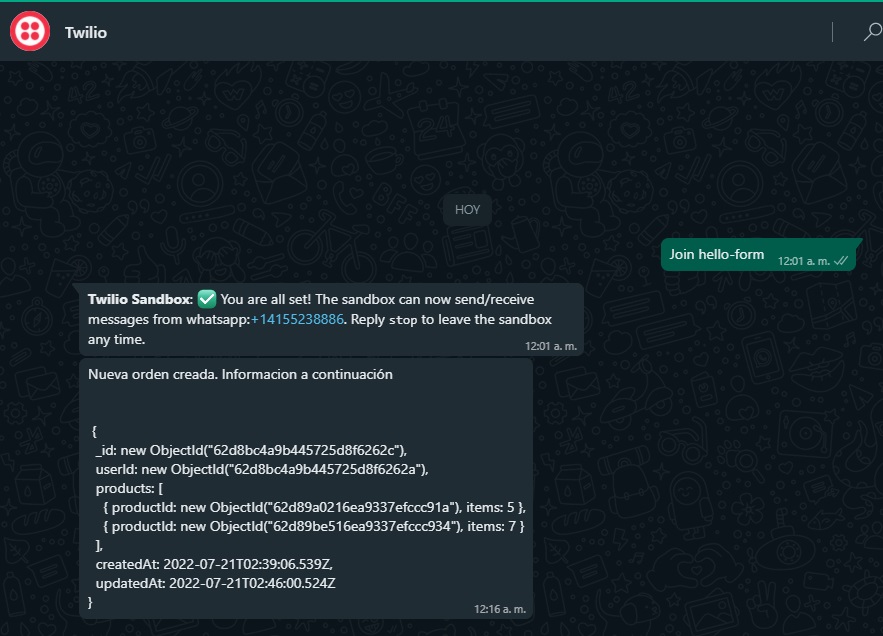 Twilio
HOY
Join hello-form
12:01 a. m.
Twilio Sandbox: ✅ You are all set! The sandbox can now send/receive
messages from whatsapp:+14155238886. Reply stop to leave the sandbox
any time.
12:01 a. m.
Nueva orden creada. Informacion a continuación
{
_id: new ObjectId("62d8bc4a9b445725d8f6262c"),
userId: new ObjectId("62d8bc4a9b445725d8f6262a"),
products: [
{ productId: new ObjectId("62d89a0216ea9337efccc91a"), items: 5 },
{ productId: new ObjectId("62d89be516ea9337efccc934"), items: 7 }
],
createdAt: 2022-07-21T02:39:06.539Z,
updatedAt: 2022-07-21T02:46:00.524Z
}
12:16 a. m.